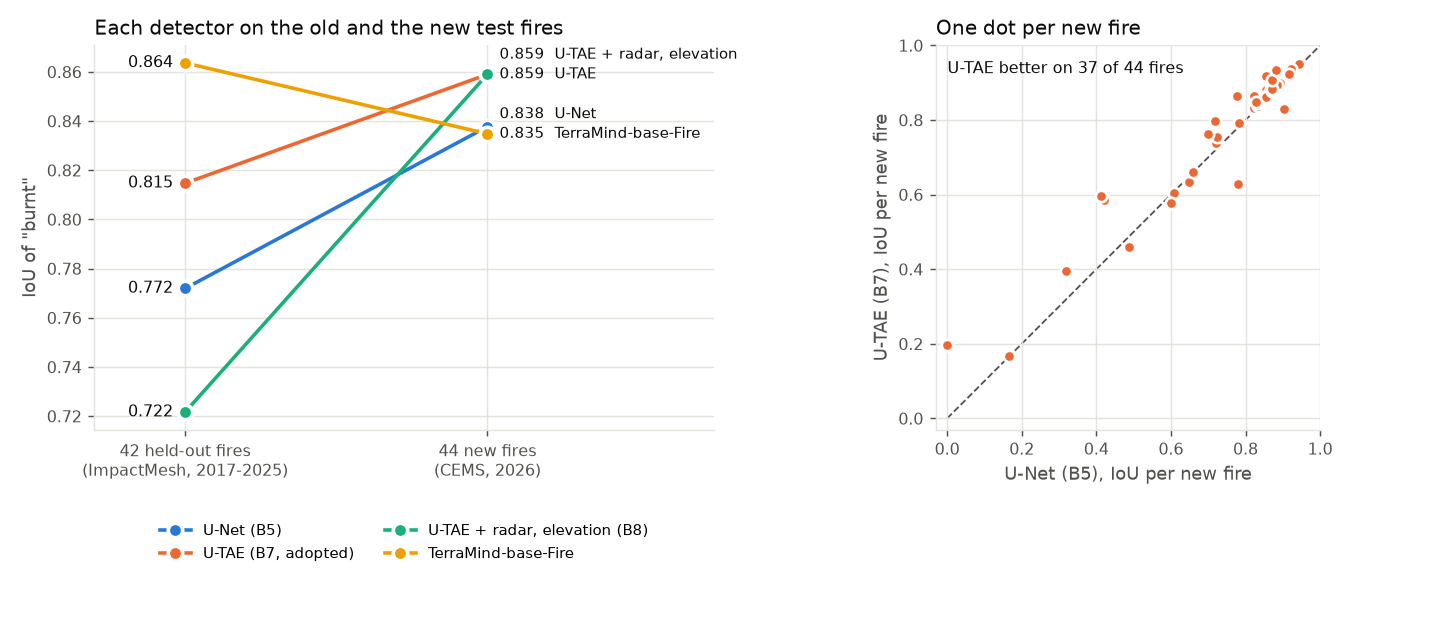 Each detector on the old and the new test fires
IoU of "burnt"
0.86
0.84
0.82
0.80
0.78
0.76
0.74
0.72
0.864
0.815
0.772
0.722
0.859 U-TAE + radar, elevation
0.859 U-TAE
0.838 U-Net
0.835 TerraMind-base-Fire
42 held-out fires
(ImpactMesh, 2017-2025)
44 new fires
(CEMS, 2026)
U-Net (B5)
U-TAE (B7, adopted)
U-TAE + radar, elevation (B8)
TerraMind-base-Fire
One dot per new fire
U-TAE better on 37 of 44 fires
U-TAE (B7), IoU per new fire
1.0
0.8
0.6
0.4
0.2
0.0
0.0
0.2
0.4
0.6
0.8
1.0
U-Net (B5), IoU per new fire